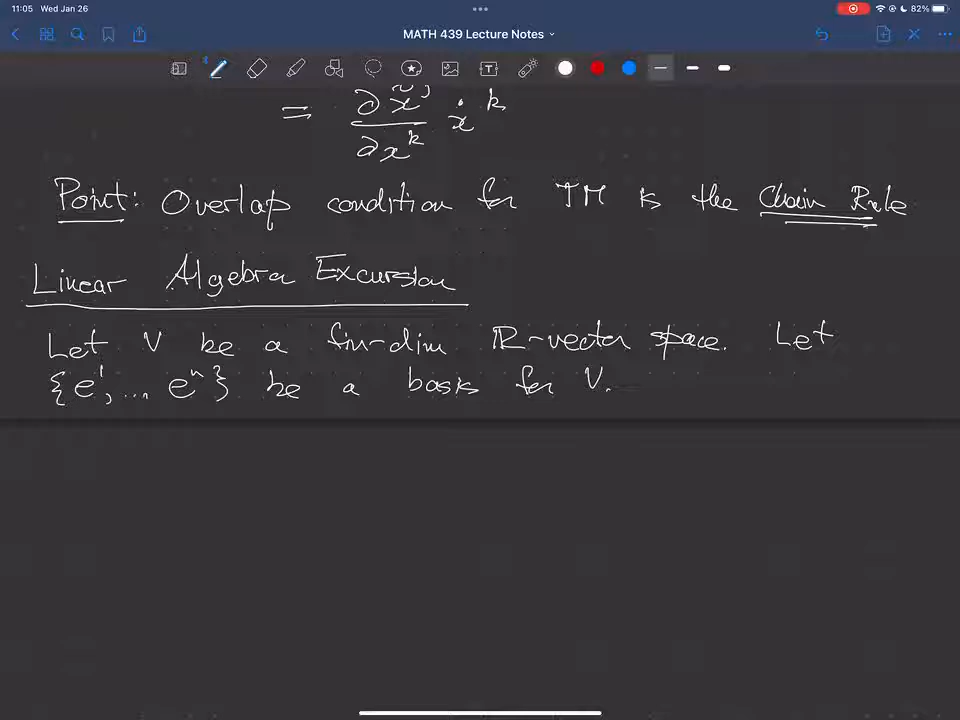 11:05 Wed Jan 26
82%
MATH 439 Lecture Notes
= ∂x̃^j / ∂x^k ẋ^k
Point: Overlap condition for TM is the Chain Rule
Linear Algebra Excursion
Let V be a fin-dim ℝ-vector space. Let
{e^1, ... e^n} be a basis for V.